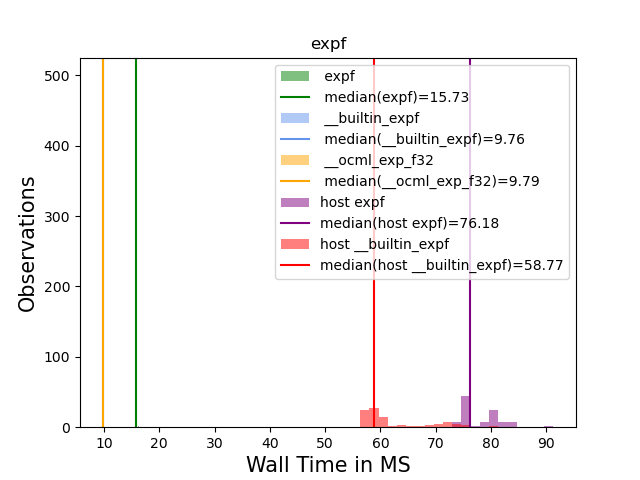 expf
500
400
300
200
100
0
Observations
expf
median(expf)=15.73
__builtin_expf
median(__builtin_expf)=9.76
__ocml_exp_f32
median(__ocml_exp_f32)=9.79
host expf
median(host expf)=76.18
host __builtin_expf
median(host __builtin_expf)=58.77
10 20 30 40 50 60 70 80 90
Wall Time in MS